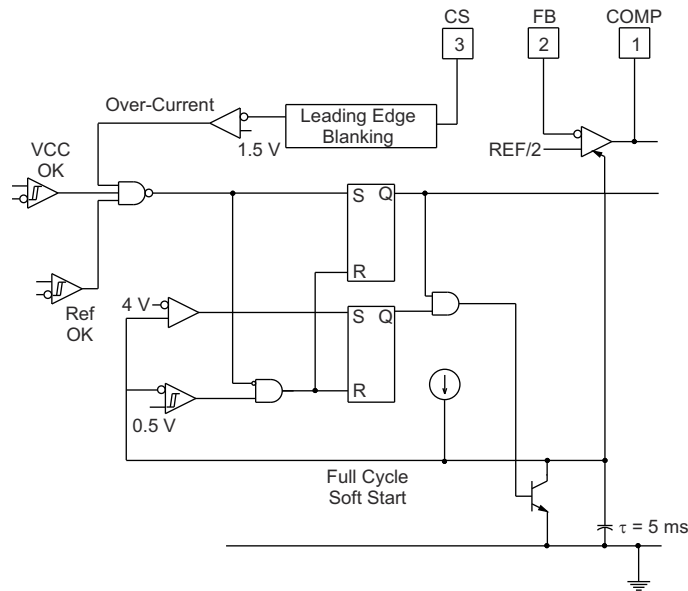 CS
FB
COMP
3
2
1
Over-Current
Leading Edge
Blanking
1.5 V
REF/2
VCC
OK
S
Q
R
Ref
OK
4 V
S
Q
R
0.5 V
Full Cycle
Soft Start
τ = 5 ms